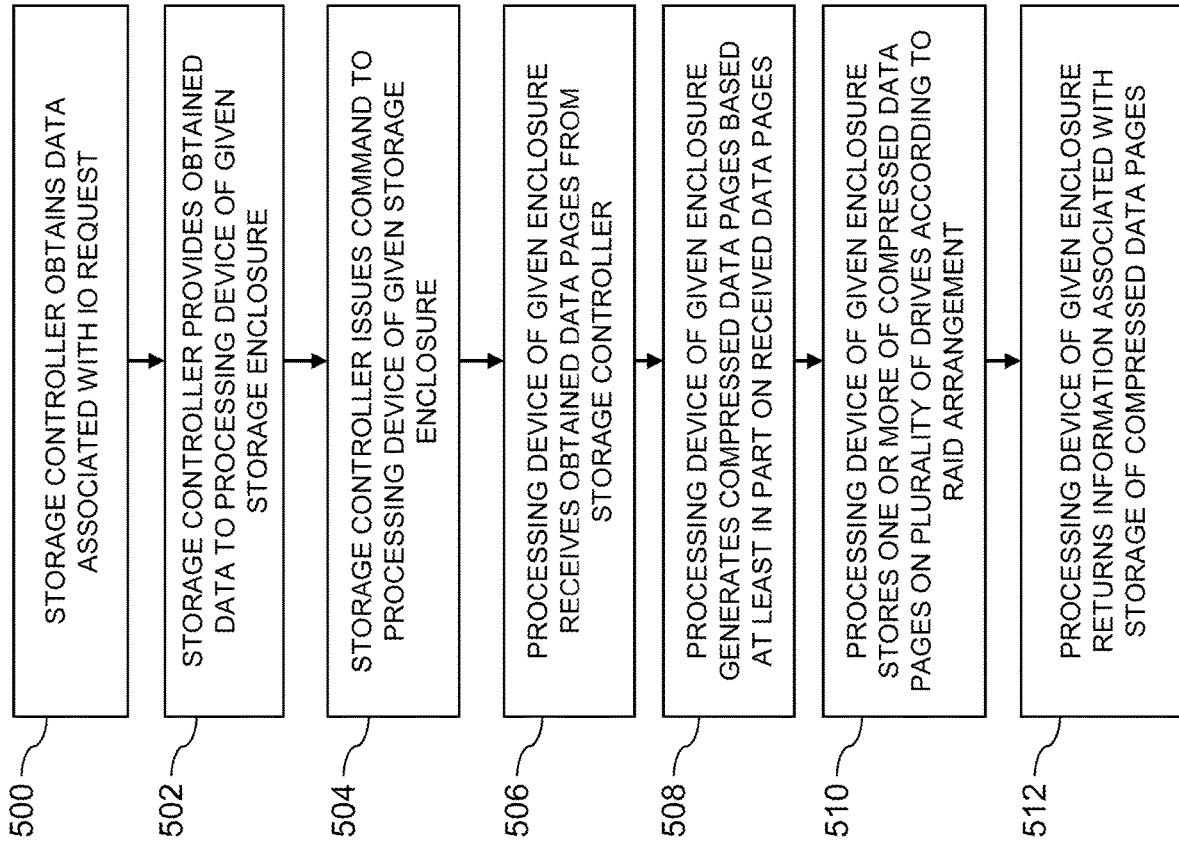 500
STORAGE CONTROLLER OBTAINS DATA
ASSOCIATED WITH IO REQUEST
502
STORAGE CONTROLLER PROVIDES OBTAINED
DATA TO PROCESSING DEVICE OF GIVEN
STORAGE ENCLOSURE
504
STORAGE CONTROLLER ISSUES COMMAND TO
PROCESSING DEVICE OF GIVEN STORAGE
ENCLOSURE
506
PROCESSING DEVICE OF GIVEN ENCLOSURE
RECEIVES OBTAINED DATA PAGES FROM
STORAGE CONTROLLER
508
PROCESSING DEVICE OF GIVEN ENCLOSURE
GENERATES COMPRESSED DATA PAGES BASED
AT LEAST IN PART ON RECEIVED DATA PAGES
510
PROCESSING DEVICE OF GIVEN ENCLOSURE
STORES ONE OR MORE OF COMPRESSED DATA
PAGES ON PLURALITY OF DRIVES ACCORDING TO
RAID ARRANGEMENT
512
PROCESSING DEVICE OF GIVEN ENCLOSURE
RETURNS INFORMATION ASSOCIATED WITH
STORAGE OF COMPRESSED DATA PAGES